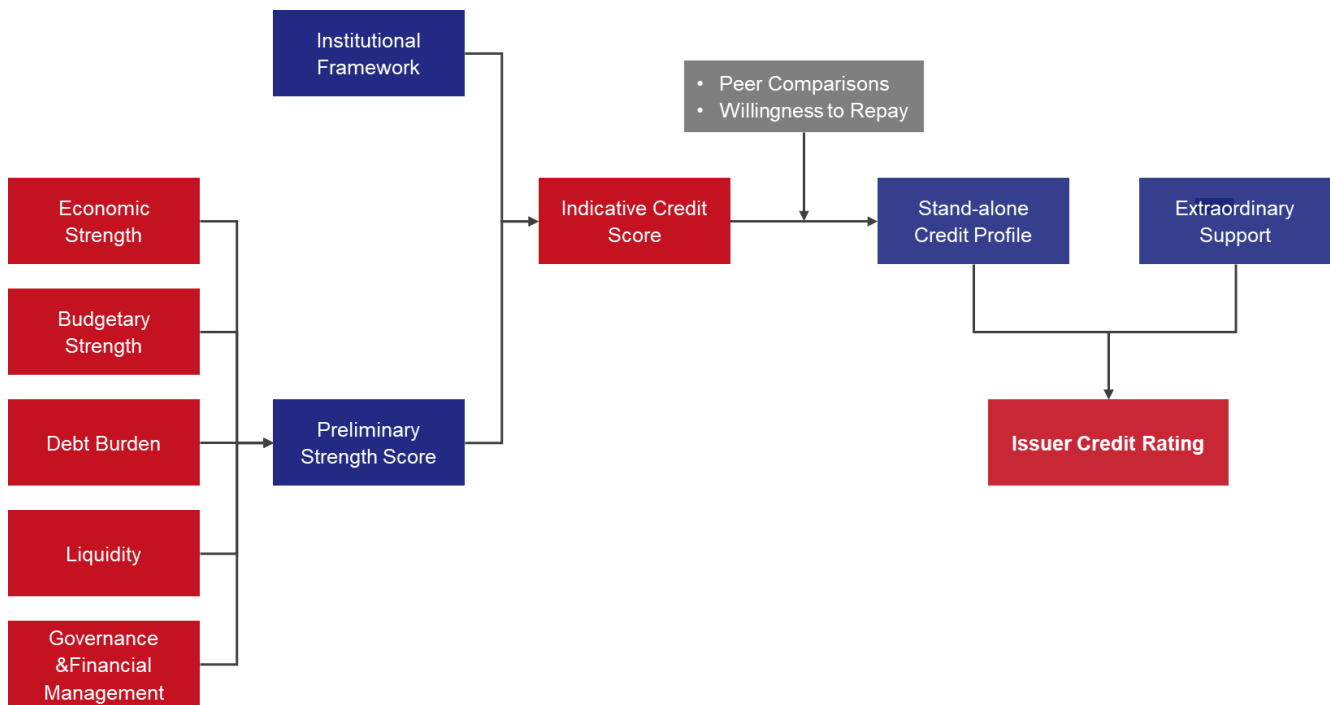 Institutional
Framework
• Peer Comparisons
• Willingness to Repay
Economic
Strength
Indicative Credit
Score
Stand-alone
Credit Profile
Extraordinary
Support
Budgetary
Strength
Debt Burden
Preliminary
Strength Score
Issuer Credit Rating
Liquidity
Governance
&Financial
Management